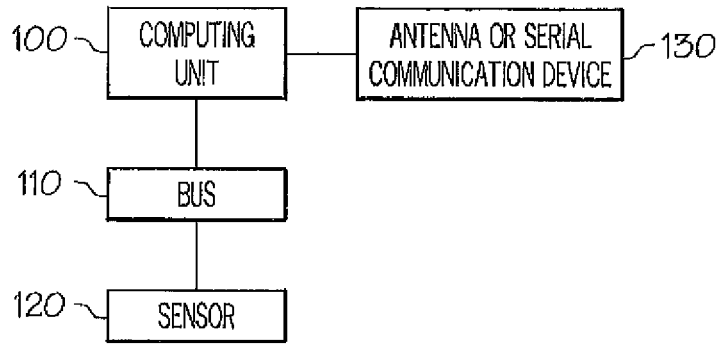 100
COMPUTING
UNIT
ANTENNA OR SERIAL
COMMUNICATION DEVICE
130
110
BUS
120
SENSOR